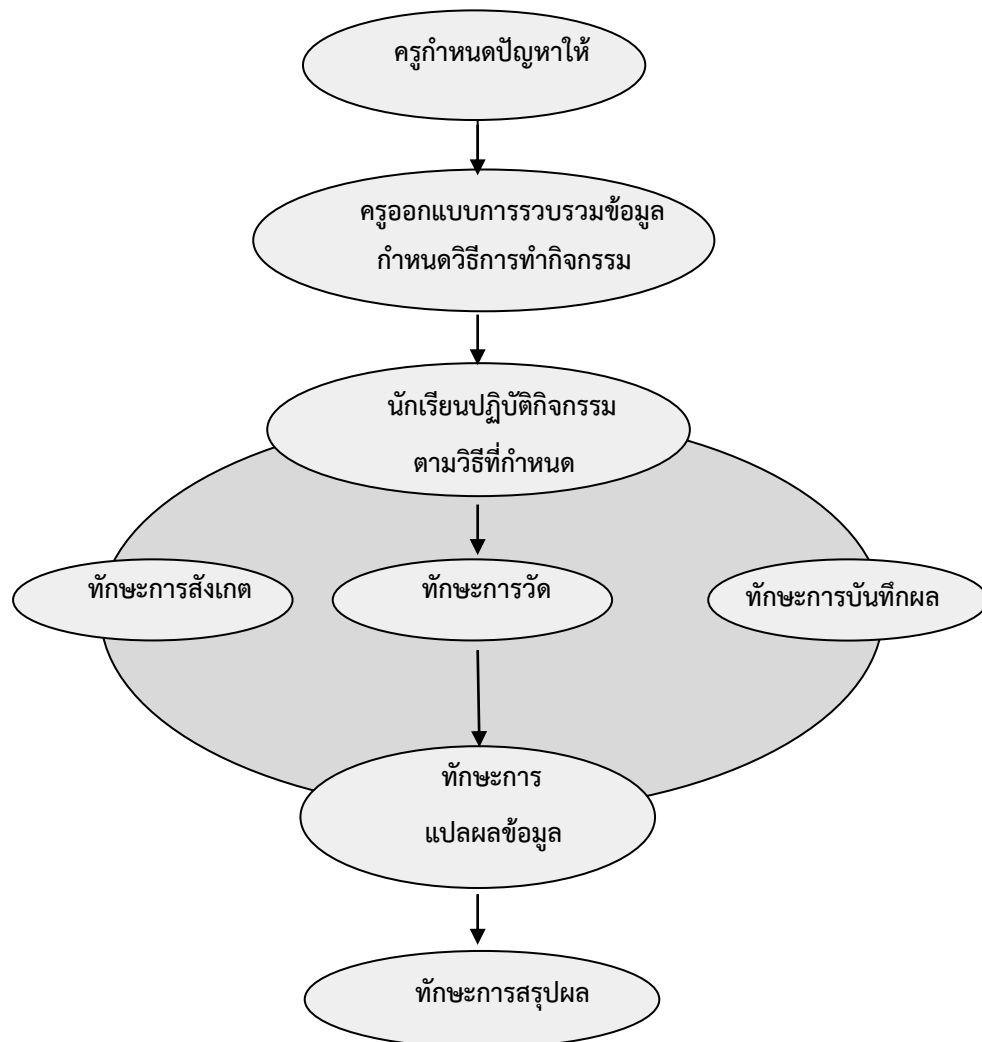 ครูกำหนดปัญหาให้
ครูออกแบบการรวบรวมข้อมูล
กำหนดวิธีการทำกิจกรรม
นักเรียนปฏิบัติกิจกรรม
ตามวิธีที่กำหนด
ทักษะการสังเกต
ทักษะการวัด
ทักษะการบันทึกผล
ทักษะการ
แปลผลข้อมูล
ทักษะการสรุปผล